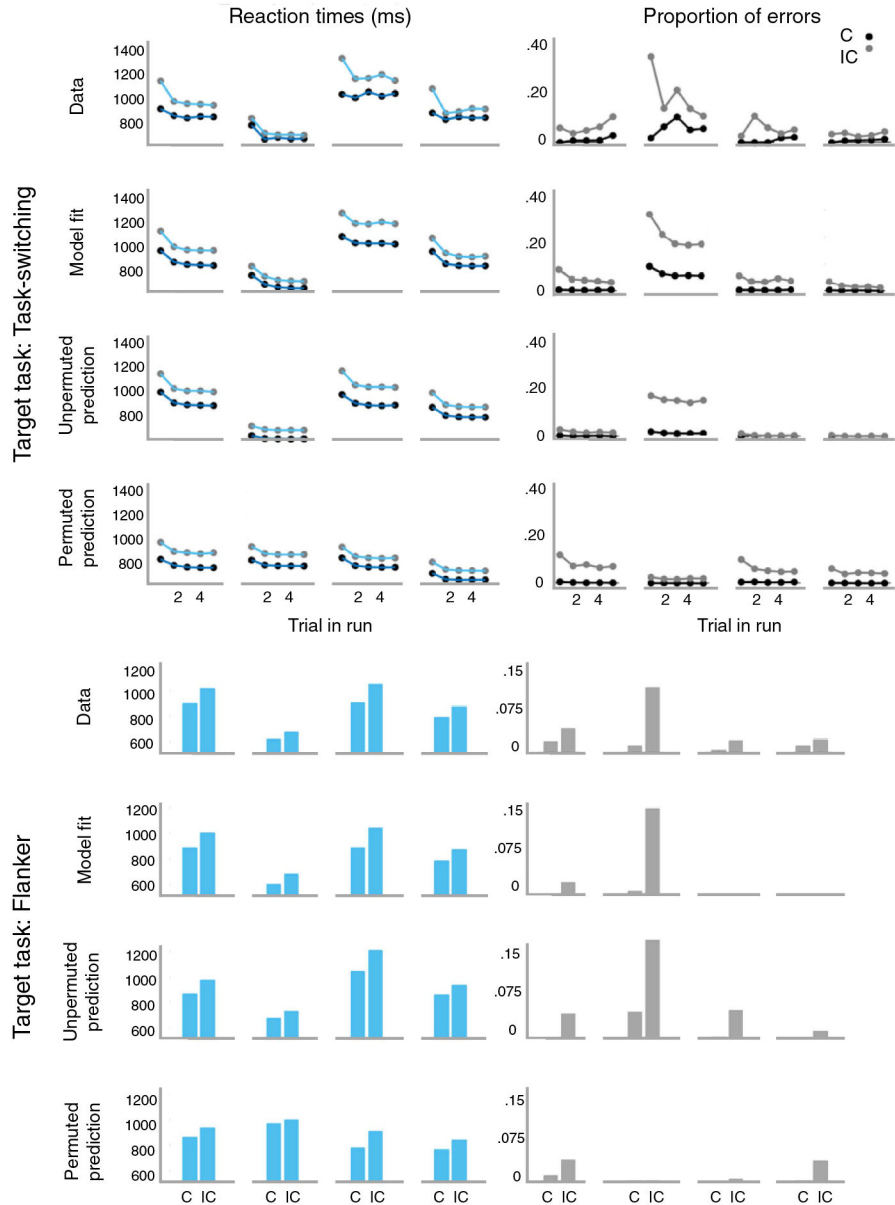 Reaction times (ms)
Proportion of errors
C
IC
Target task: Task-switching
Data
1400
1200
1000
800
.40
.20
0
Model fit
1400
1200
1000
800
.40
.20
0
Unpermuted
prediction
1400
1200
1000
800
.40
.20
0
Permuted
prediction
1400
1200
1000
800
.40
.20
0
2 4
2 4
2 4
2 4
2 4
2 4
2 4
2 4
Trial in run
Trial in run
Target task: Flanker
Data
1200
1000
800
600
.15
.075
0
Model fit
1200
1000
800
600
.15
.075
0
Unpermuted
prediction
1200
1000
800
600
.15
.075
0
Permuted
prediction
1200
1000
800
600
.15
.075
0
C IC
C IC
C IC
C IC
C IC
C IC
C IC
C IC